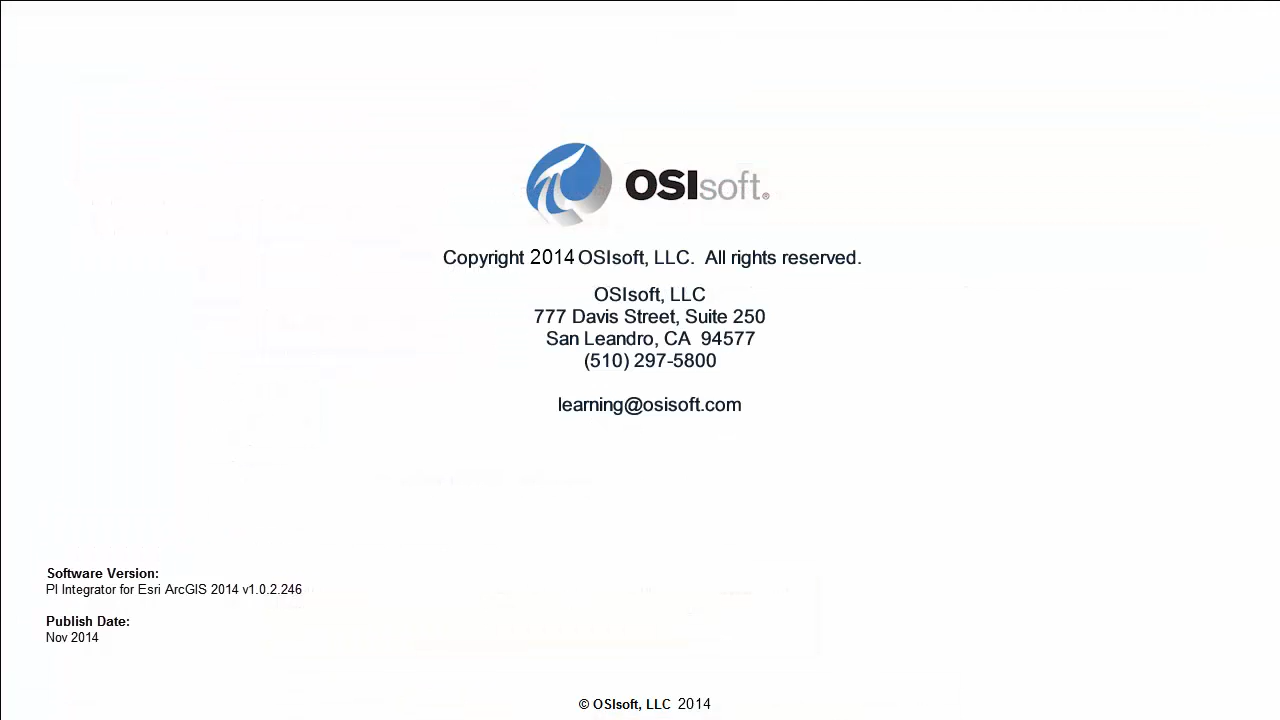 OSIsoft®
Copyright 2014 OSIsoft, LLC. All rights reserved.
OSIsoft, LLC
777 Davis Street, Suite 250
San Leandro, CA 94577
(510) 297-5800
learning@osisoft.com
Software Version:
PI Integrator for Esri ArcGIS 2014 v1.0.2.246
Publish Date:
Nov 2014
© OSIsoft, LLC 2014